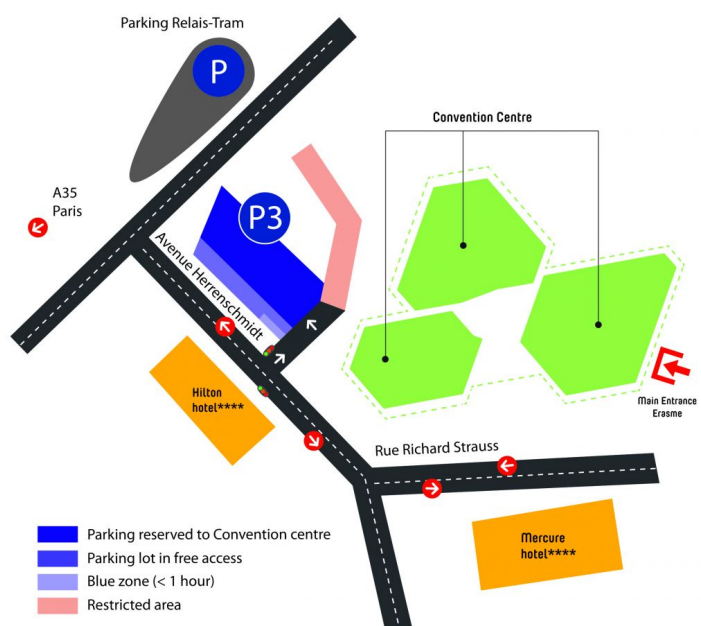 Parking Relais-Tram
P
Convention Centre
A35
Paris
P3
Avenue Herrenschmidt
Hilton
hotel****
Main Entrance
Erasme
Rue Richard Strauss
Mercure
hotel****
Parking reserved to Convention centre
Parking lot in free access
Blue zone (< 1 hour)
Restricted area